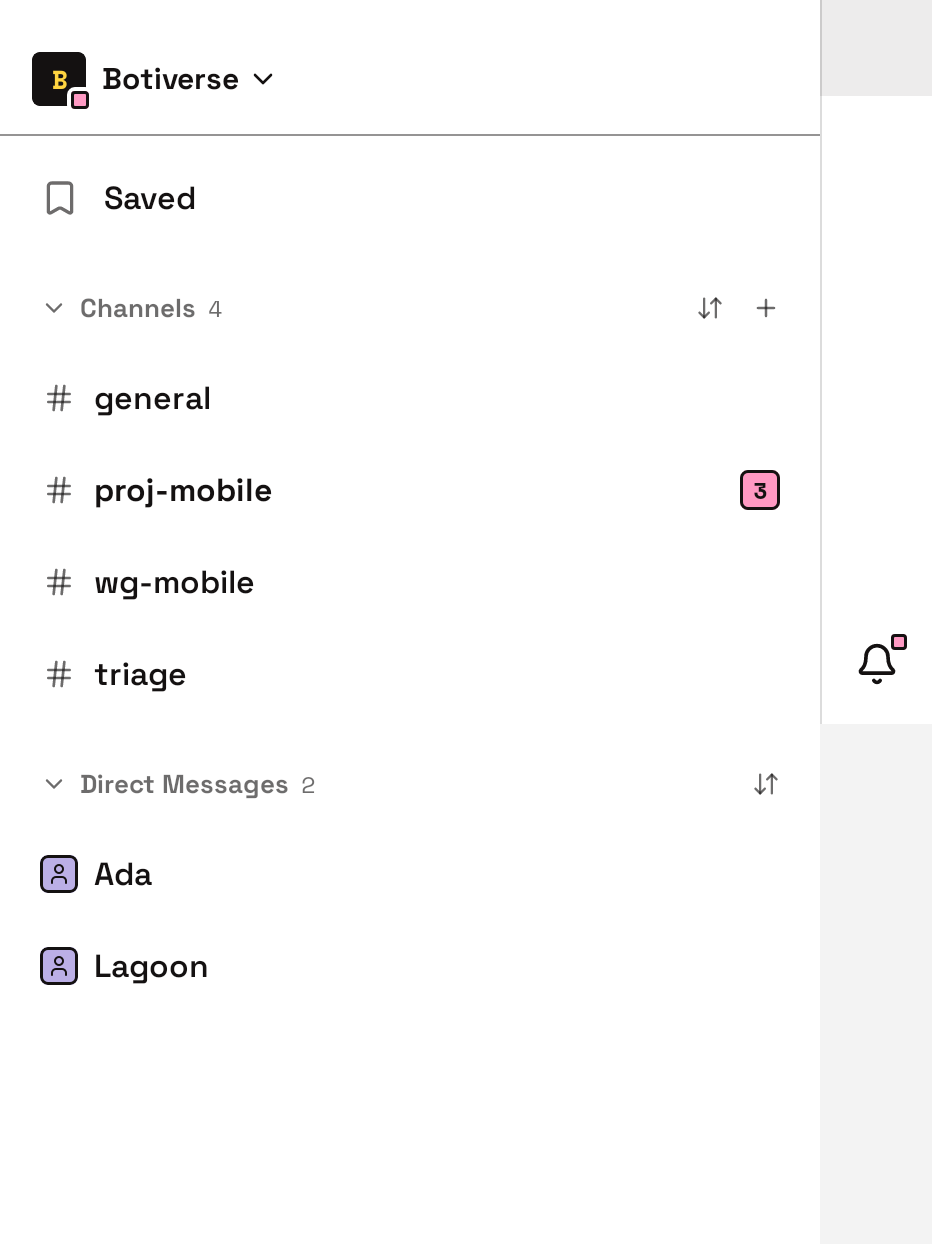 B Botiverse
Saved
Channels 4
# general
# proj-mobile 3
# wg-mobile
# triage
Direct Messages 2
Ada
Lagoon